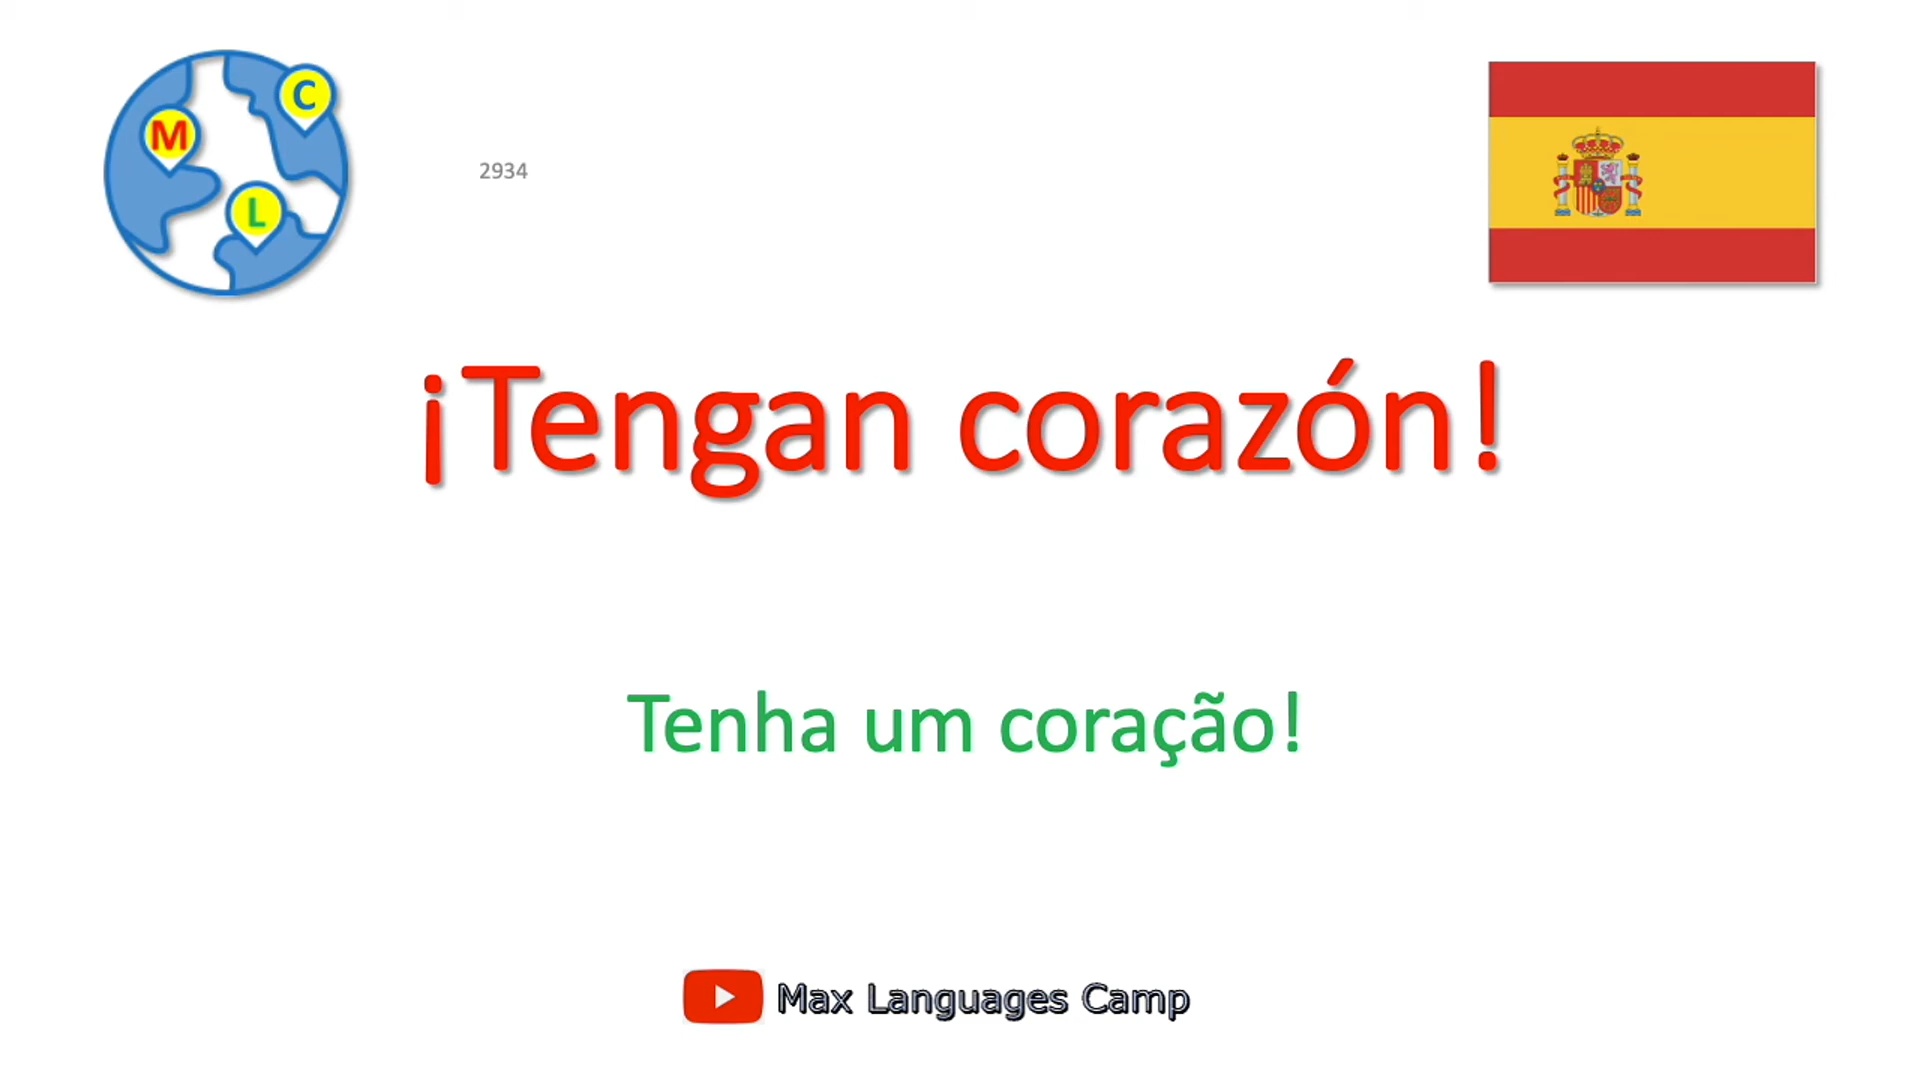 M
C
L
2934
¡Tengan corazón!
Tenha um coração!
Max Languages Camp